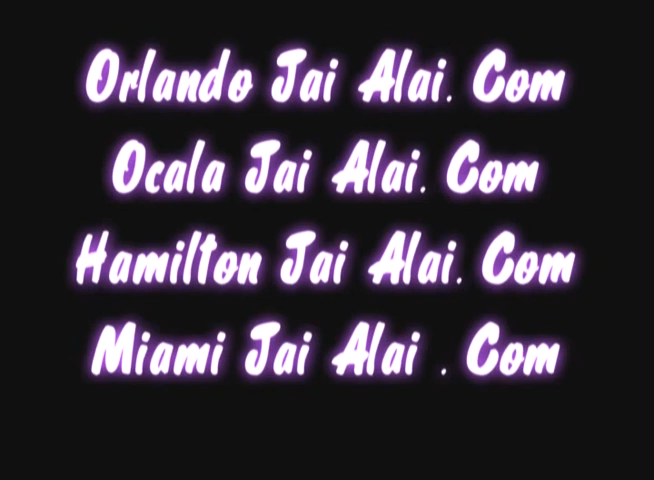 Orlando Jai Alai. Com
Ocala Jai Alai. Com
Hamilton Jai Alai. Com
Miami Jai Alai . Com